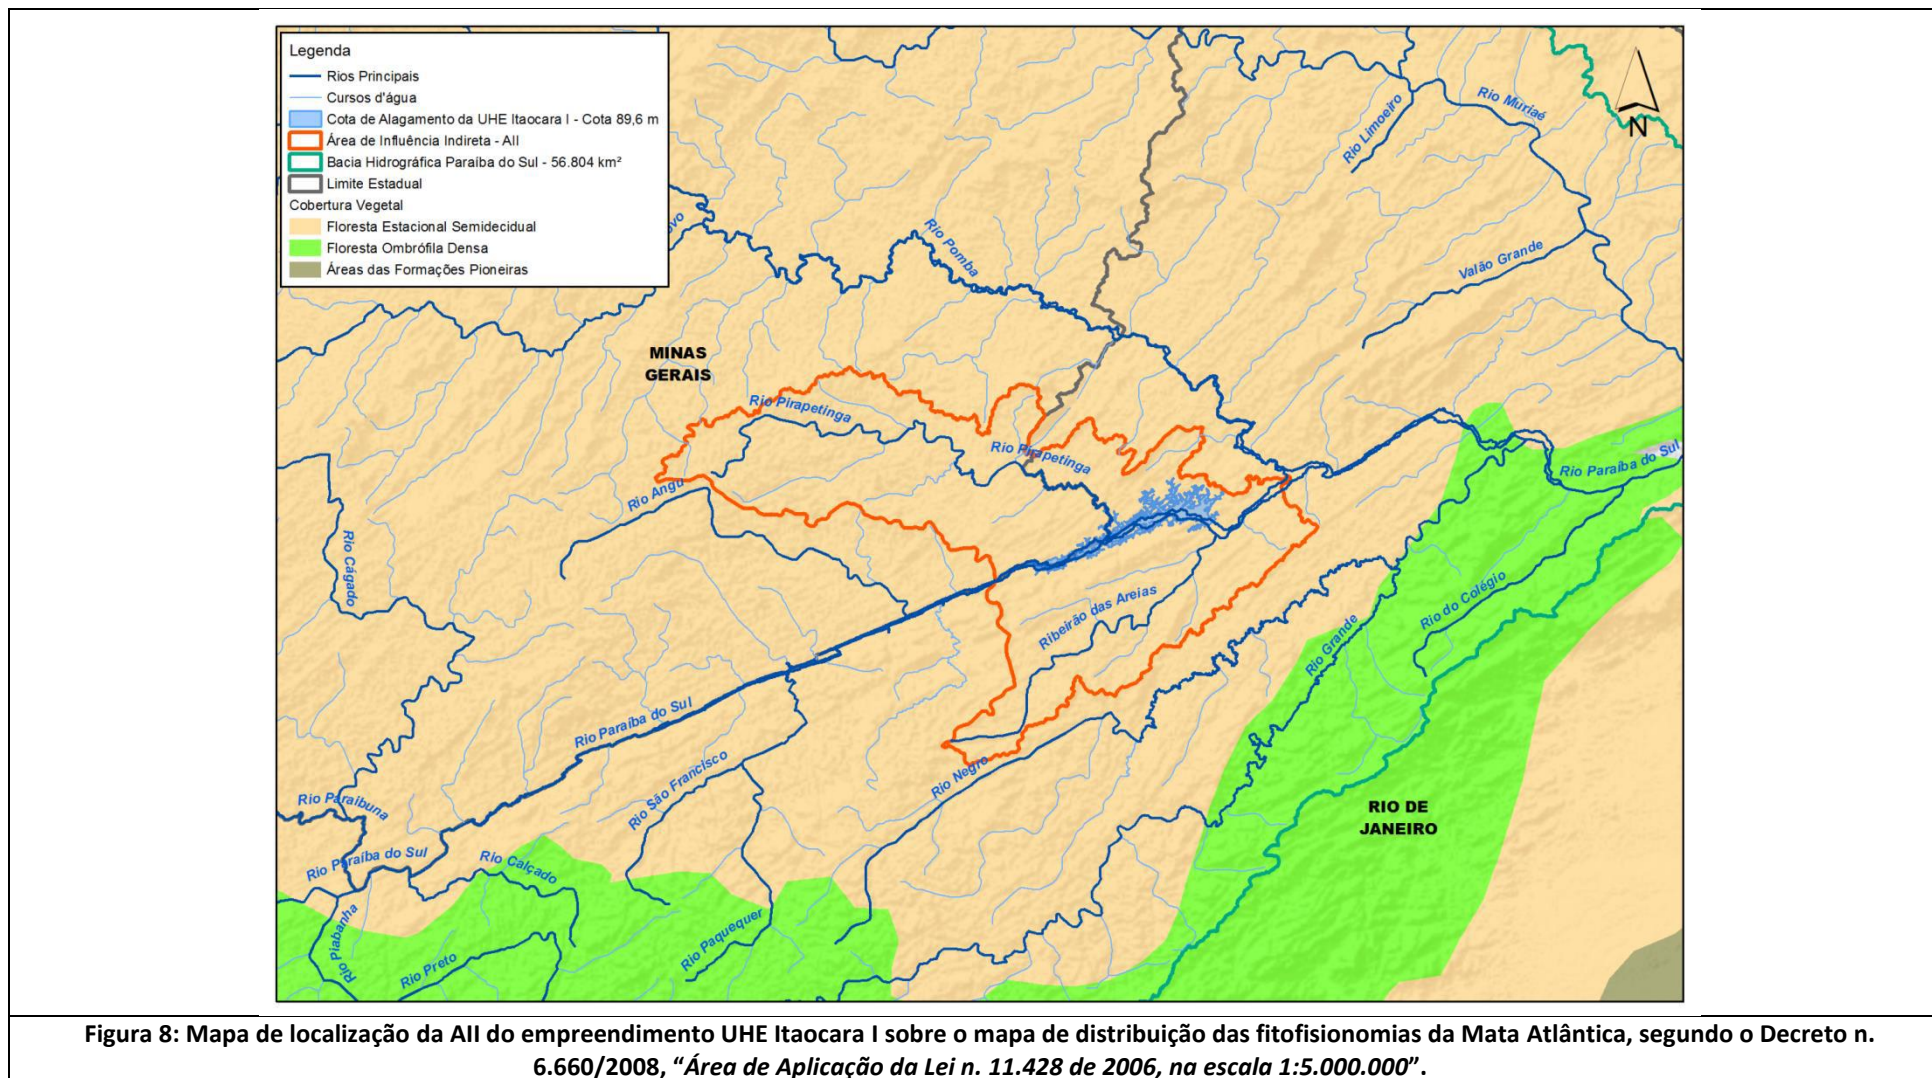 Legenda
Rios Principais
Cursos d'água
Cota de Alagamento da UHE Itaocara I - Cota 89,6 m
Área de Influência Indireta - AII
Bacia Hidrográfica Paraíba do Sul - 56.804 km²
Limite Estadual
Cobertura Vegetal
Floresta Estacional Semidecidual
Floresta Ombrófila Densa
Áreas das Formações Pioneiras
N
Rio Muriaé
Rio Limoeiro
Rio Pomba
Valão Grande
MINAS
GERAIS
Rio Pirapetinga
Rio Pirapetinga
Rio Angu
Rio Paraíba do Sul
Rio Cágado
Ribeirão das Areias
Rio do Colégio
Rio Grande
Rio Paraíba do Sul
Rio São Francisco
Rio Negro
Rio Paraibuna
RIO DE
JANEIRO
Rio Paraíba do Sul
Rio Calçado
Rio Piabanha
Rio Preto
Rio Paquequer
Figura 8: Mapa de localização da AII do empreendimento UHE Itaocara I sobre o mapa de distribuição das fitofisionomias da Mata Atlântica, segundo o Decreto n.
6.660/2008, “Área de Aplicação da Lei n. 11.428 de 2006, na escala 1:5.000.000”.